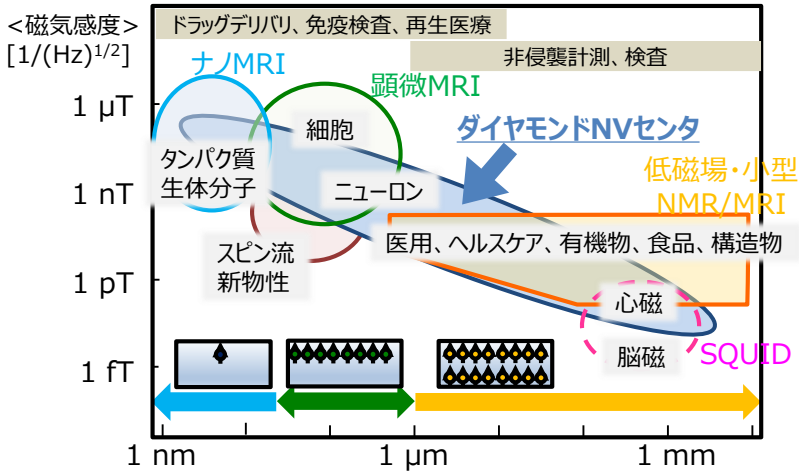 <磁気感度>
[1/(Hz)1/2]
ドラッグデリバリ、免疫検査、再生医療
非侵襲計測、検査
ナノMRI
顕微MRI
1 μT
細胞
ダイヤモンドNVセンタ
タンパク質
生体分子
低磁場・小型
NMR/MRI
1 nT
ニューロン
スピン流
新物性
医用、ヘルスケア、有機物、食品、構造物
1 pT
心磁
脳磁
SQUID
1 fT
1 nm
1 μm
1 mm